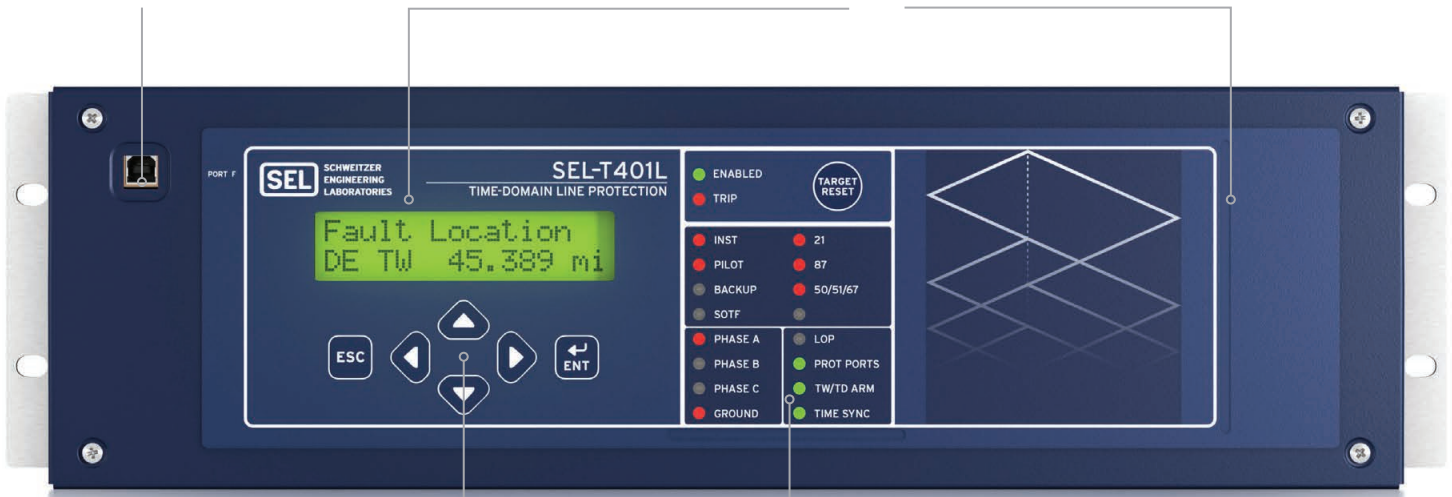 PORT F
SEL
SCHWEITZER
ENGINEERING
LABORATORIES
SEL-T401L
TIME-DOMAIN LINE PROTECTION
Fault Location
DE TW 45.389 mi
ESC
ENT
ENABLED
TRIP
TARGET
RESET
INST
PILOT
BACKUP
SOTF
21
87
50/51/67
PHASE A
PHASE B
PHASE C
GROUND
LOP
PROT PORTS
TW/TD ARM
TIME SYNC